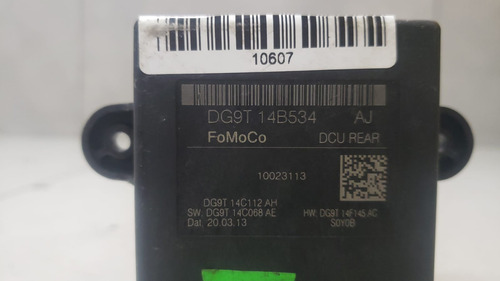 10607
DG9T 14B534 AJ
FoMoCo DCU REAR
10023113
DG9T 14C112 AH
SW: DG9T 14C068 AE HW: DG9T 14F145 AC
Dat. 20.03.13 S0Y0B